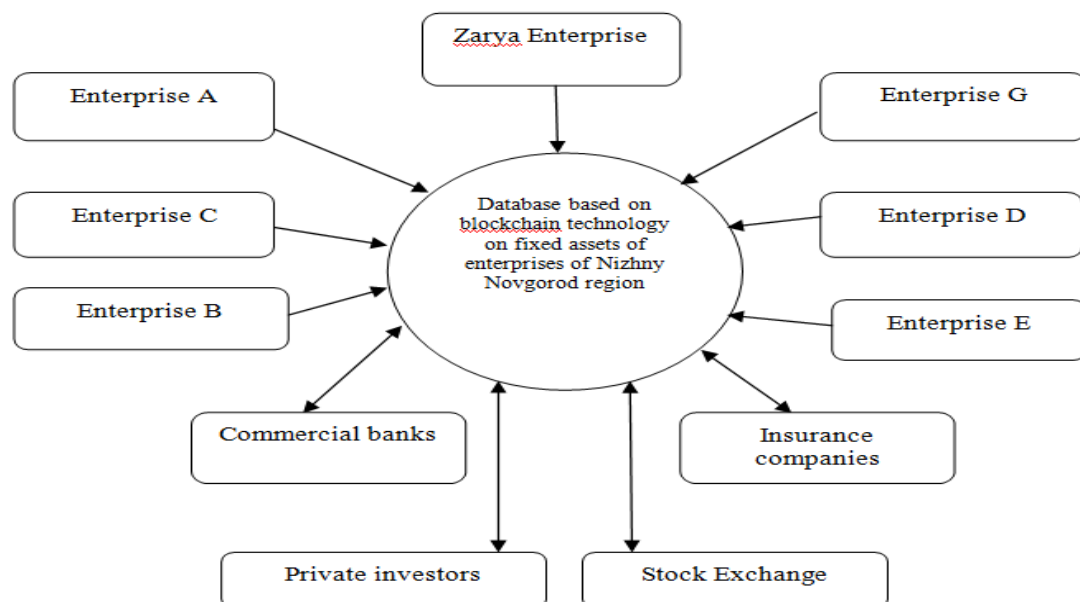 Zarya Enterprise
Enterprise A
Enterprise G
Enterprise C
Database based on
blockchain technology
on fixed assets of
enterprises of Nizhny
Novgorod region
Enterprise D
Enterprise B
Enterprise E
Commercial banks
Insurance
companies
Private investors
Stock Exchange